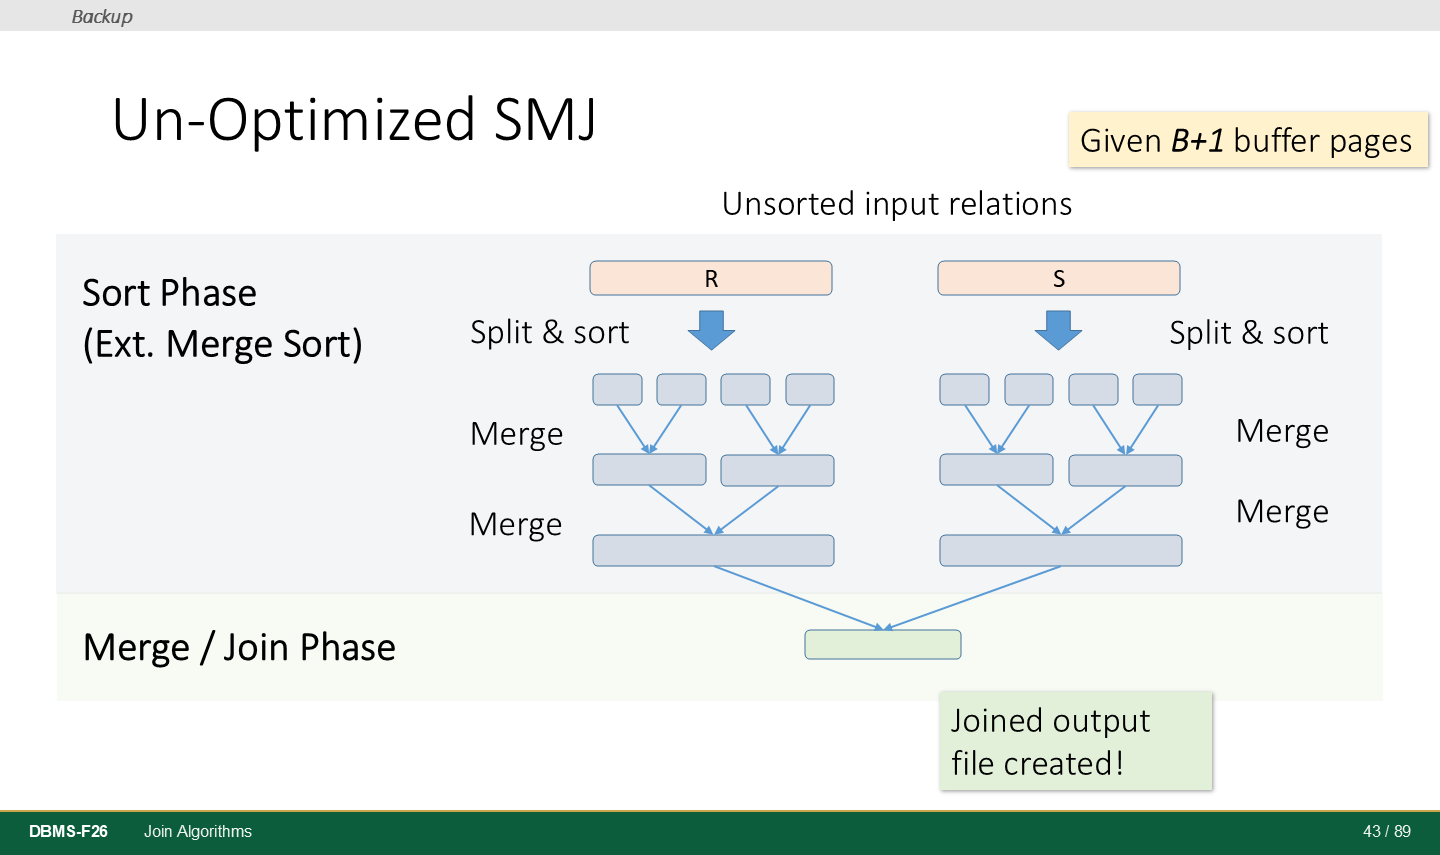 Backup
Un-Optimized SMJ
Given B+1 buffer pages
Unsorted input relations
Sort Phase
(Ext. Merge Sort)
R
S
Split & sort
Split & sort
Merge
Merge
Merge
Merge
Merge / Join Phase
Joined output
file created!
DBMS-F26
Join Algorithms
43 / 89